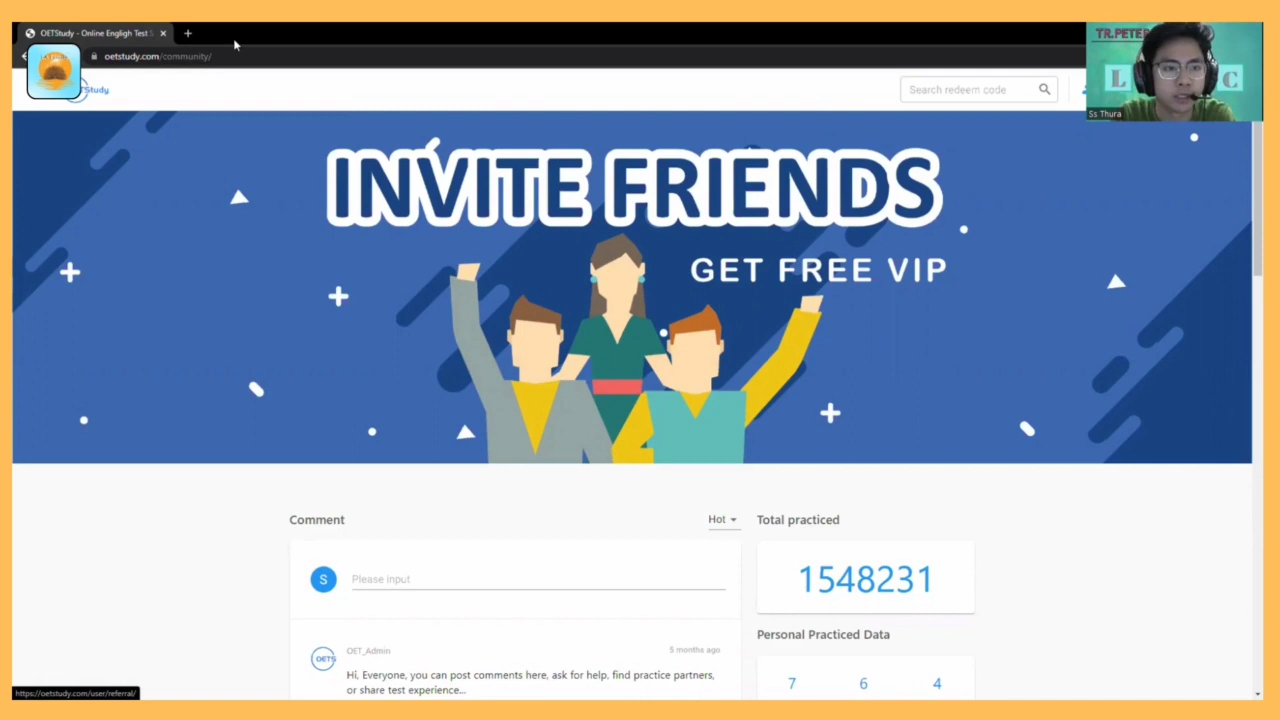 OETStudy - Online Engligh Test S
oetstudy.com/community/
TR.PETER
L C
Ss Thura
Study
Search redeem code
INVITE FRIENDS
GET FREE VIP
Comment
Hot
Total practiced
S
Please input
1548231
Personal Practiced Data
OETS
OET_Admin
5 months ago
Hi, Everyone, you can post comments here, ask for help, find practice partners,
or share test experience...
7 6 4
https://oetstudy.com/user/referral/